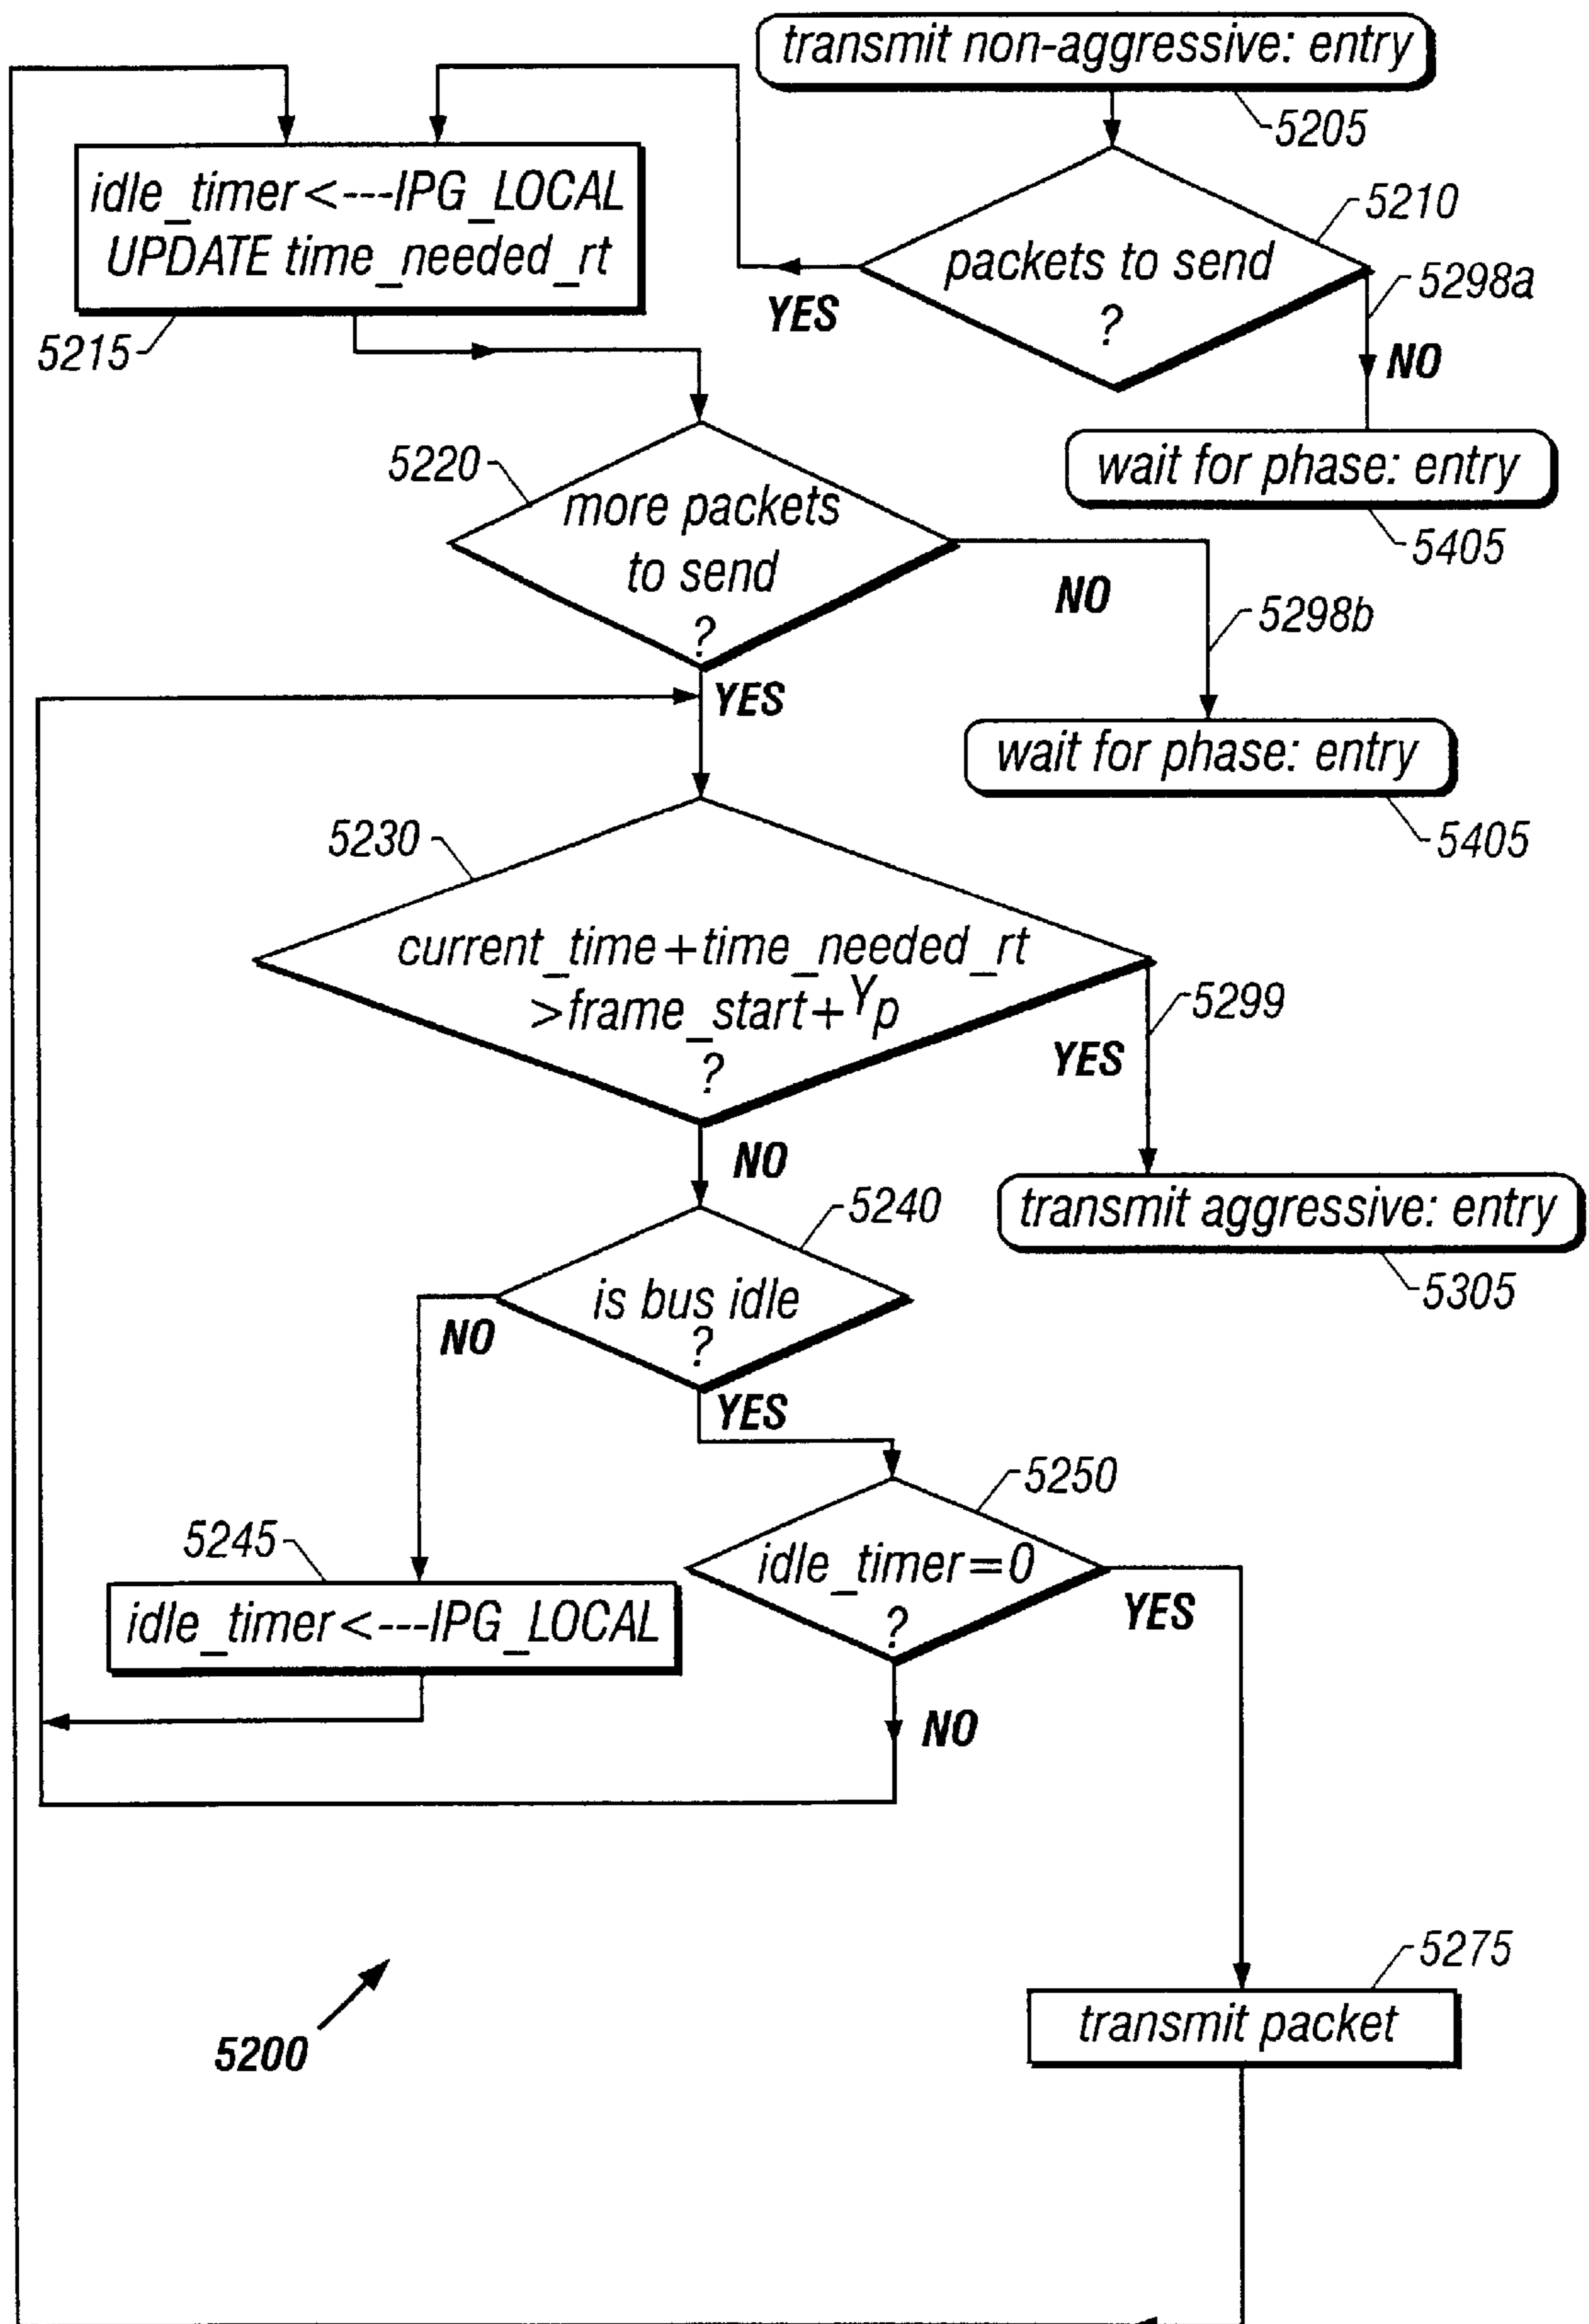 transmit non-aggressive: entry
5205
idle_timer<---IPG_LOCAL
UPDATE time_needed_rt
5215
5210
packets to send
?
YES
5298a
NO
wait for phase: entry
5405
5220
more packets
to send
?
NO
5298b
YES
wait for phase: entry
5405
5230
current_time+time_needed_rt
>frame_start+Yp
?
5299
YES
NO
transmit aggressive: entry
5305
5240
is bus idle
?
NO
YES
5250
idle_timer=0
?
YES
5245
idle_timer<---IPG_LOCAL
NO
5275
transmit packet
5200